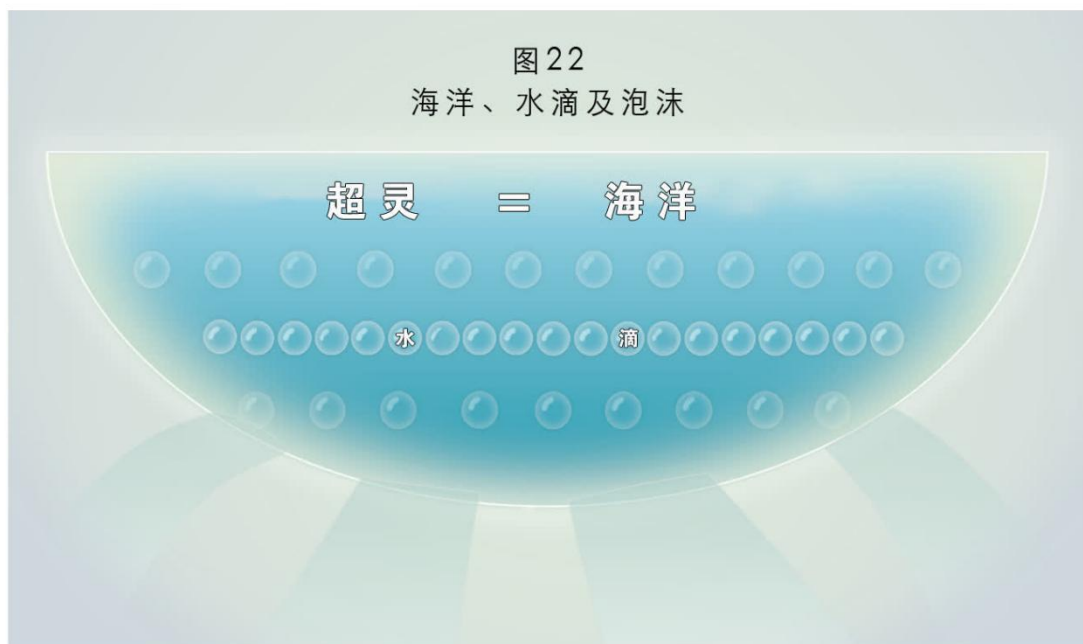 图22
海洋、水滴及泡沫
超灵 = 海洋
水 滴